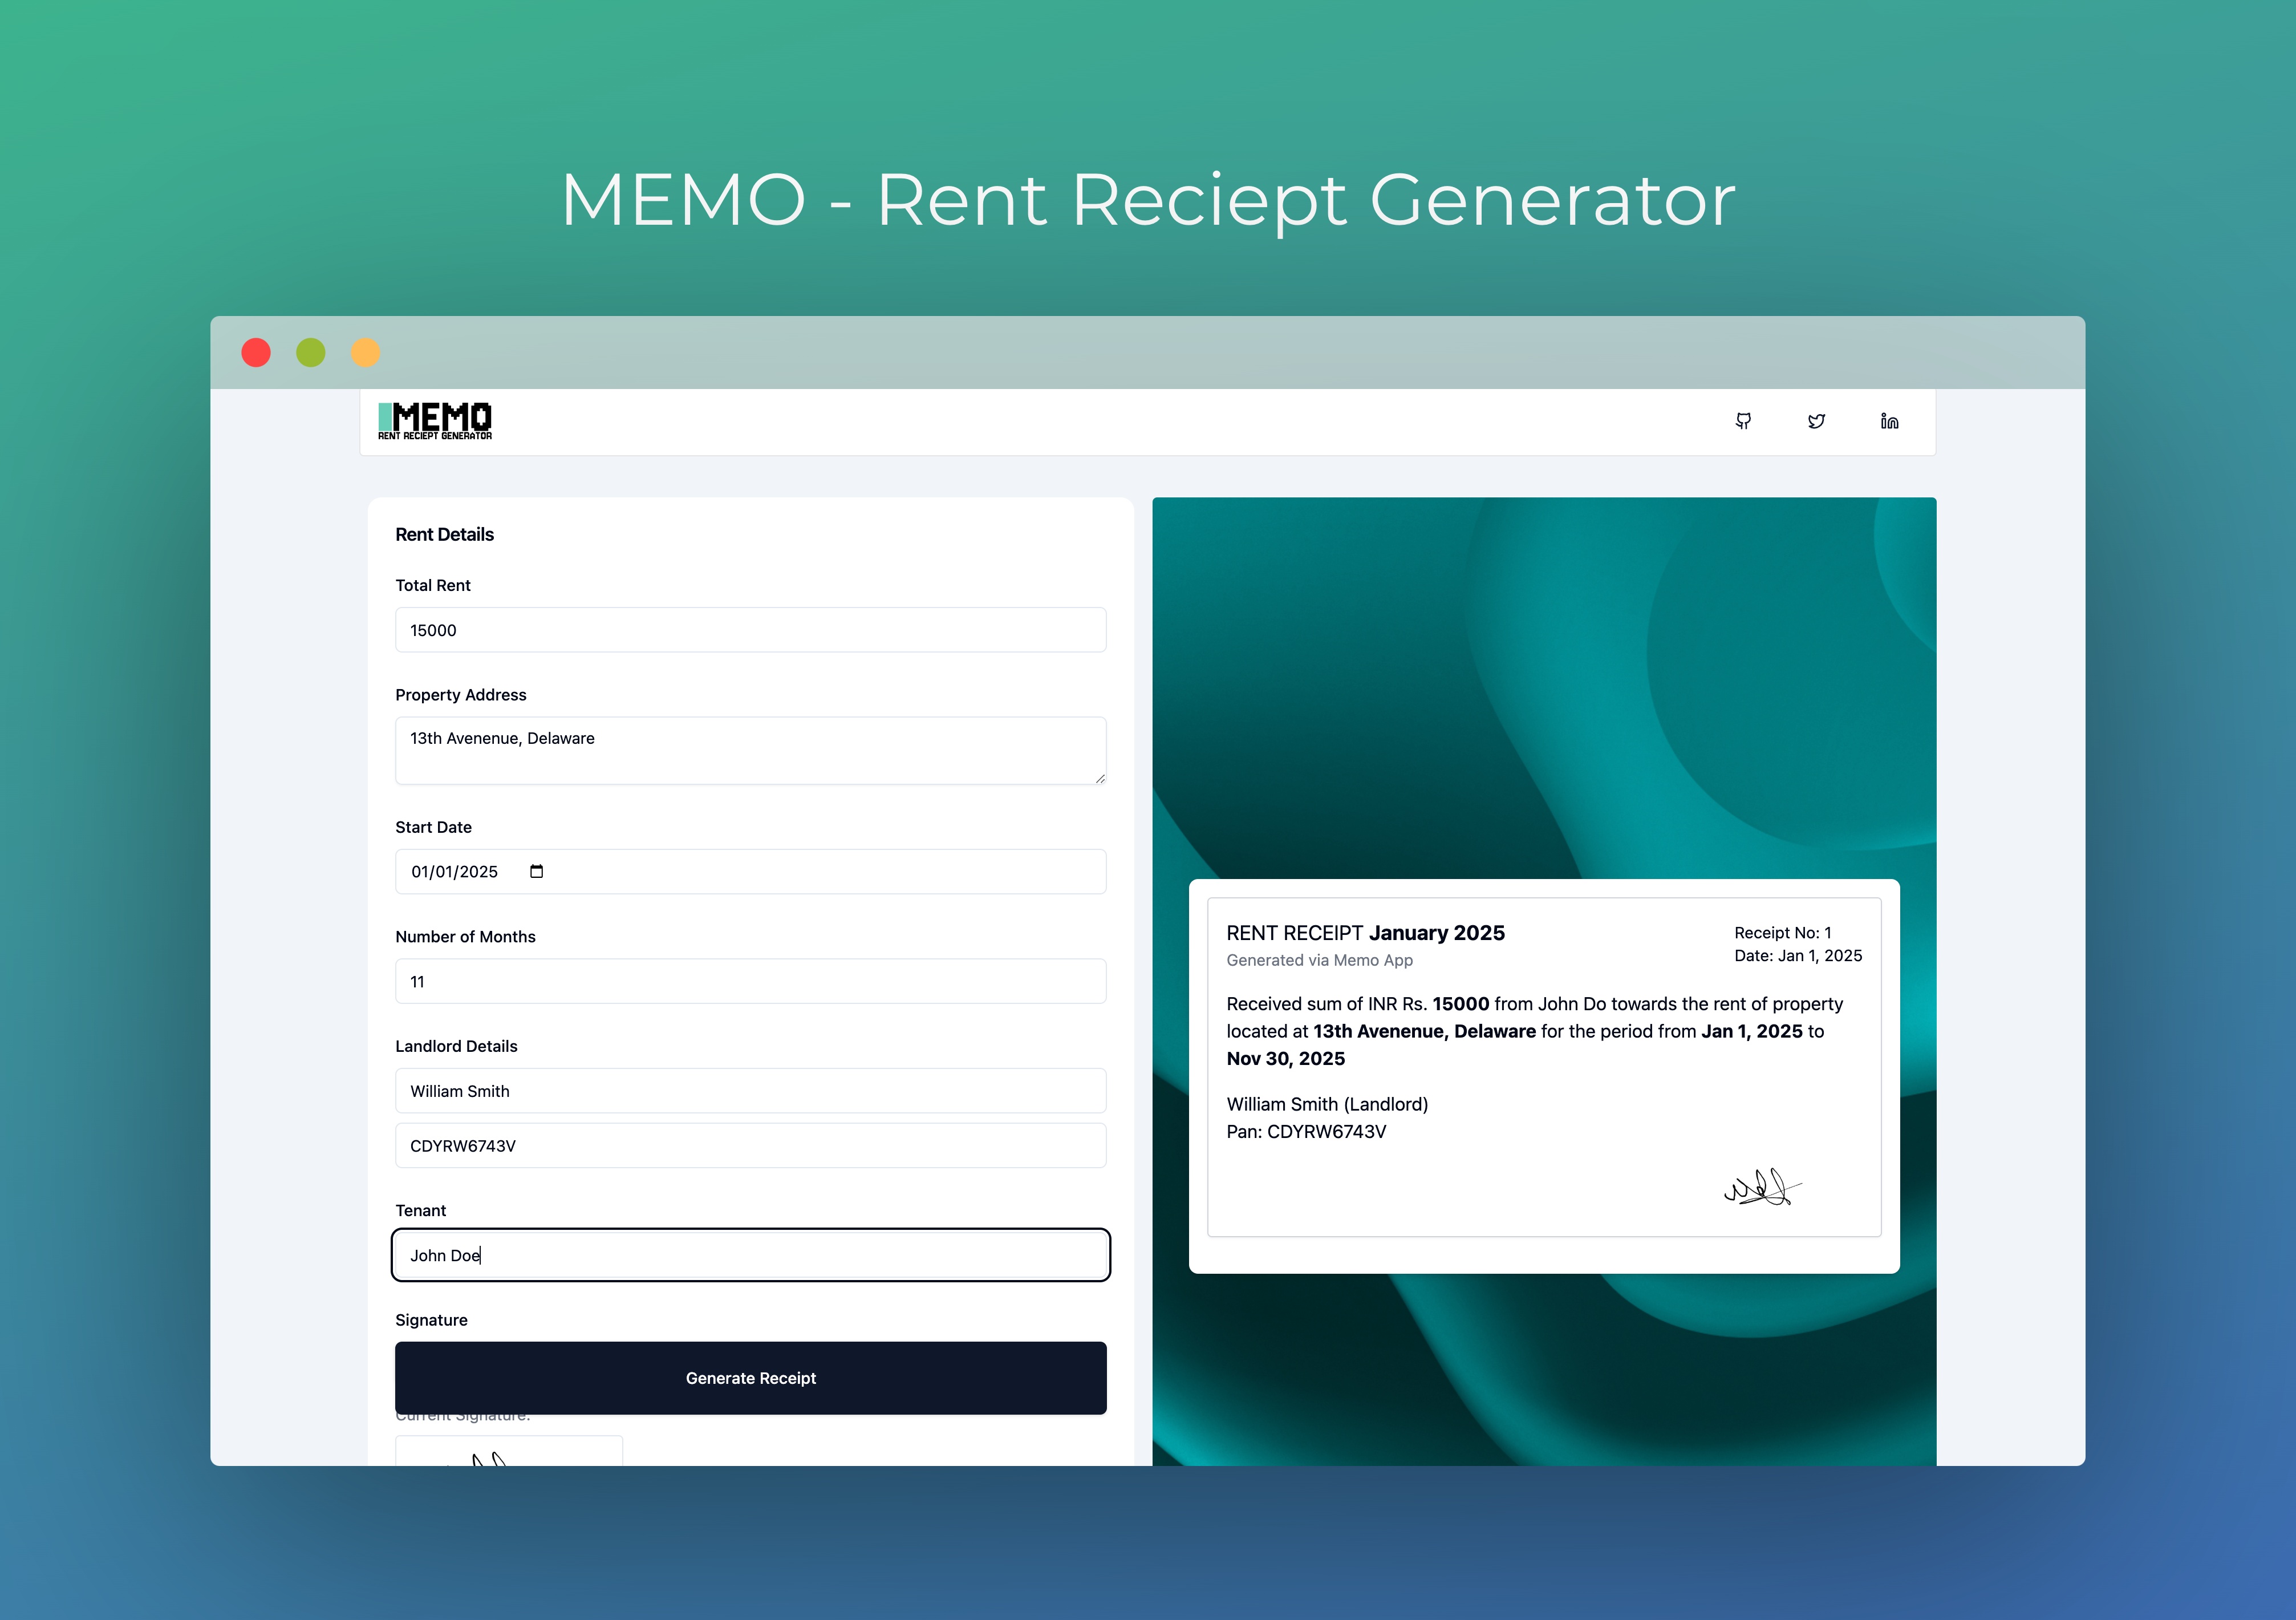 MEMO - Rent Reciept Generator
MEMO
RENT RECIEPT GENERATOR
Rent Details
Total Rent
15000
Property Address
13th Avenenue, Delaware
Start Date
01/01/2025
Number of Months
11
Landlord Details
William Smith
CDYRW6743V
Tenant
John Doe
Signature
Generate Receipt
Current Signature:
RENT RECEIPT January 2025
Generated via Memo App
Receipt No: 1
Date: Jan 1, 2025
Received sum of INR Rs. 15000 from John Do towards the rent of property
located at 13th Avenenue, Delaware for the period from Jan 1, 2025 to
Nov 30, 2025
William Smith (Landlord)
Pan: CDYRW6743V